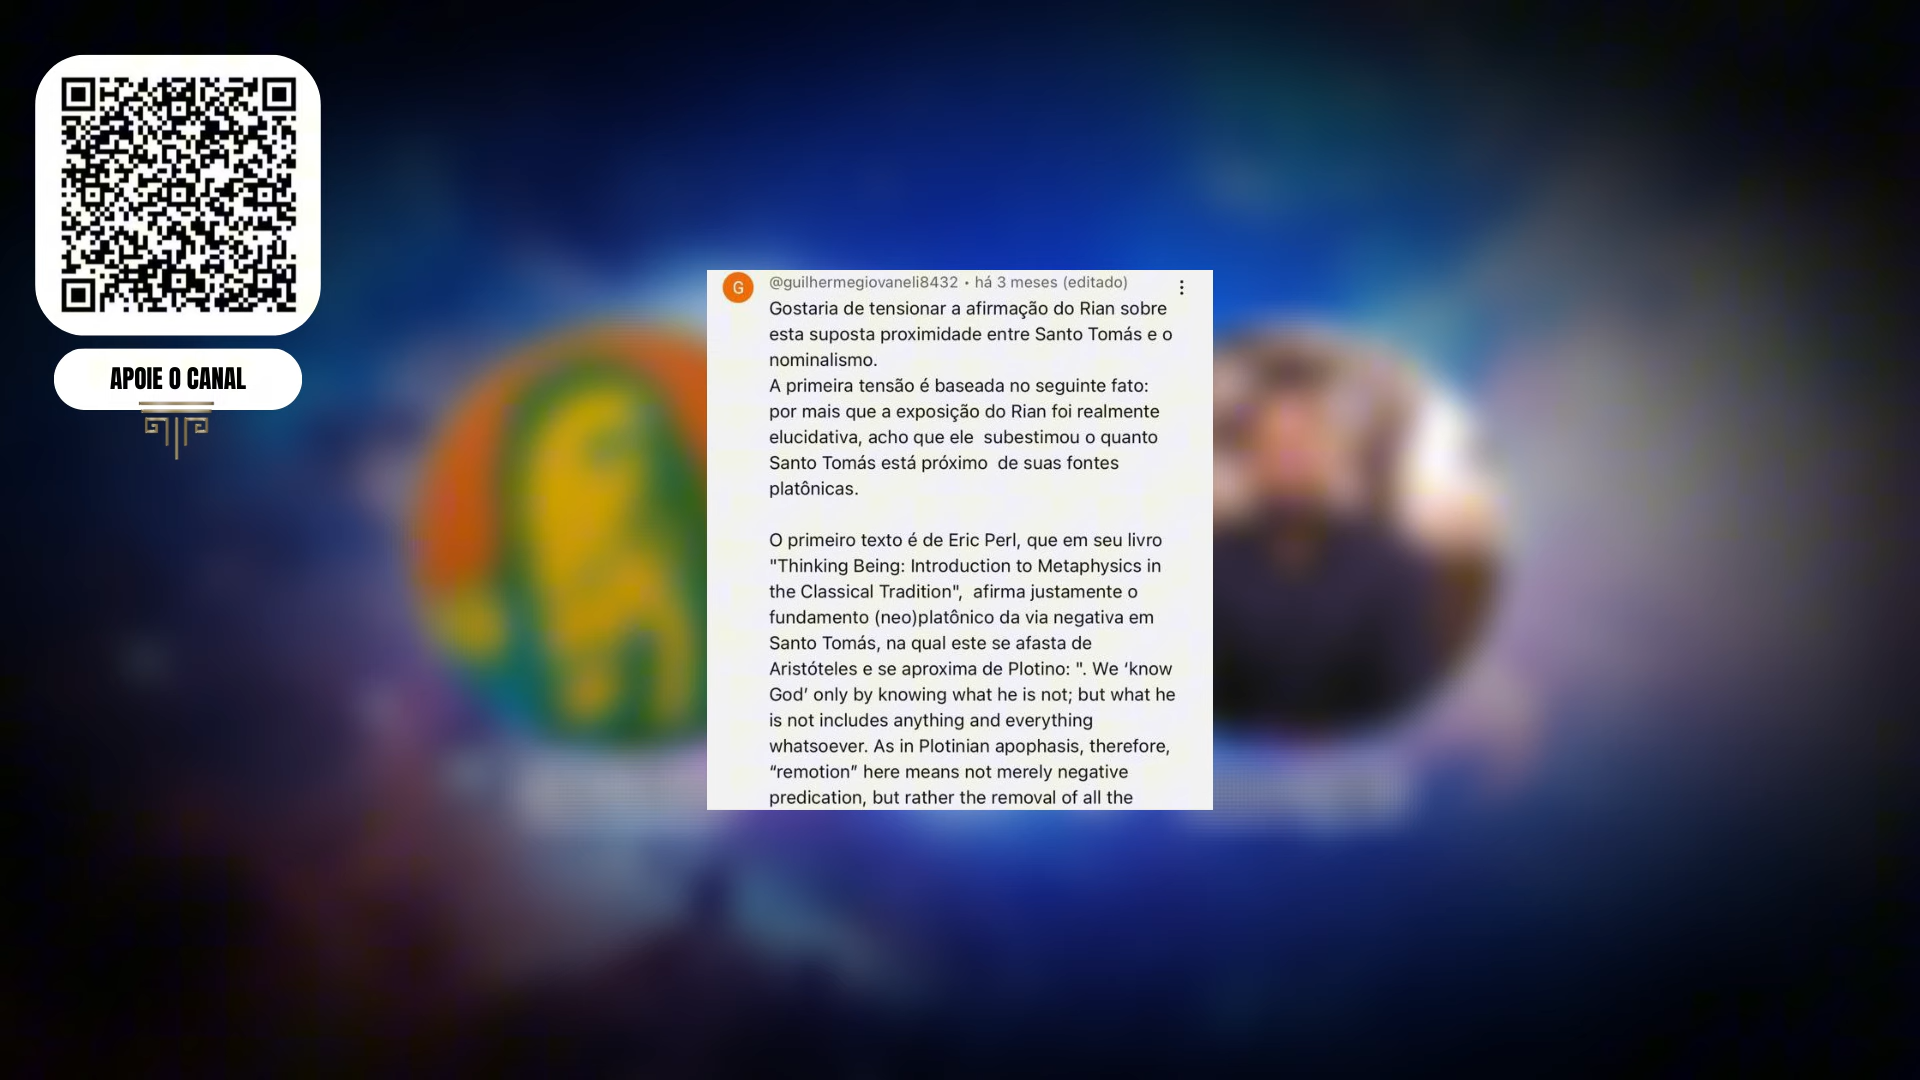 APOIE O CANAL
G
@guilhermegiovaneli8432 • há 3 meses (editado)
Gostaria de tensionar a afirmação do Rian sobre
esta suposta proximidade entre Santo Tomás e o
nominalismo.
A primeira tensão é baseada no seguinte fato:
por mais que a exposição do Rian foi realmente
elucidativa, acho que ele  subestimou o quanto
Santo Tomás está próximo  de suas fontes
platônicas.
O primeiro texto é de Eric Perl, que em seu livro
"Thinking Being: Introduction to Metaphysics in
the Classical Tradition",  afirma justamente o
fundamento (neo)platônico da via negativa em
Santo Tomás, na qual este se afasta de
Aristóteles e se aproxima de Plotino: ". We ‘know
God’ only by knowing what he is not; but what he
is not includes anything and everything
whatsoever. As in Plotinian apophasis, therefore,
“remotion” here means not merely negative
predication, but rather the removal of all the